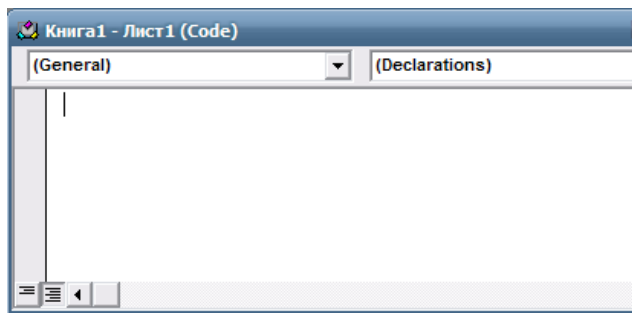 Книга1 - Лист1 (Code)
(General) (Declarations)